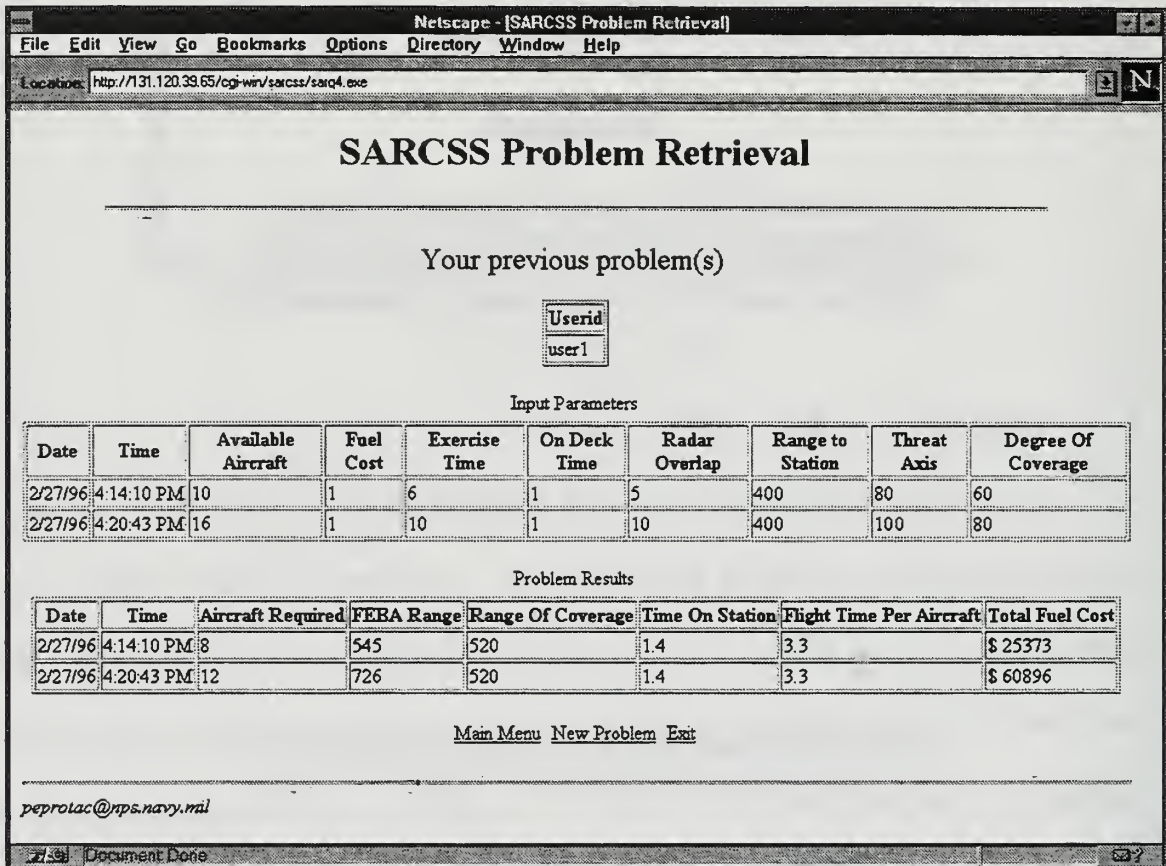 Netscape - [SARCSS Problem Retrieval]
File Edit View Go Bookmarks Options Directory Window Help
Location: http://131.120.39.65/cgi-win/sarcss/sarq4.exe
N
SARCSS Problem Retrieval
Your previous problem(s)
Userid
user1
Input Parameters
Date Time Available Aircraft Fuel Cost Exercise Time On Deck Time Radar Overlap Range to Station Threat Axis Degree Of Coverage
2/27/96 4:14:10 PM 10 1 6 1 5 400 80 60
2/27/96 4:20:43 PM 16 1 10 1 10 400 100 80
Problem Results
Date Time Aircraft Required FEBA Range Range Of Coverage Time On Station Flight Time Per Aircraft Total Fuel Cost
2/27/96 4:14:10 PM 8 545 520 1.4 3.3 $ 25373
2/27/96 4:20:43 PM 12 726 520 1.4 3.3 $ 60896
Main Menu New Problem Exit
peprotac@nps.navy.mil
Document Done